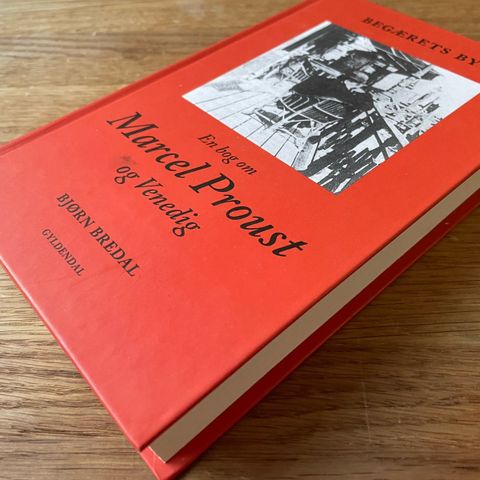 BEGÆRETS BY
En bog om
Marcel Proust
og Venedig
BJØRN BREDAL
GYLDENDAL